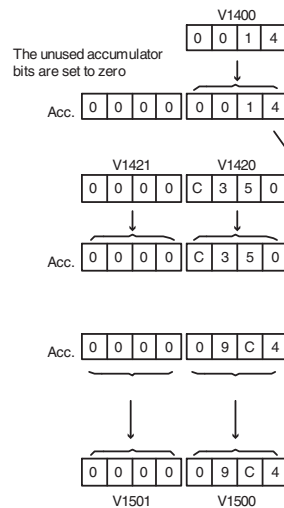 V1400
The unused accumulator
bits are set to zero
0 0 1 4
Acc. 0 0 0 0 0 0 1 4
V1421 V1420
0 0 0 0 C 3 5 0
Acc. 0 0 0 0 C 3 5 0
Acc. 0 0 0 0 0 9 C 4
0 0 0 0 0 9 C 4
V1501 V1500